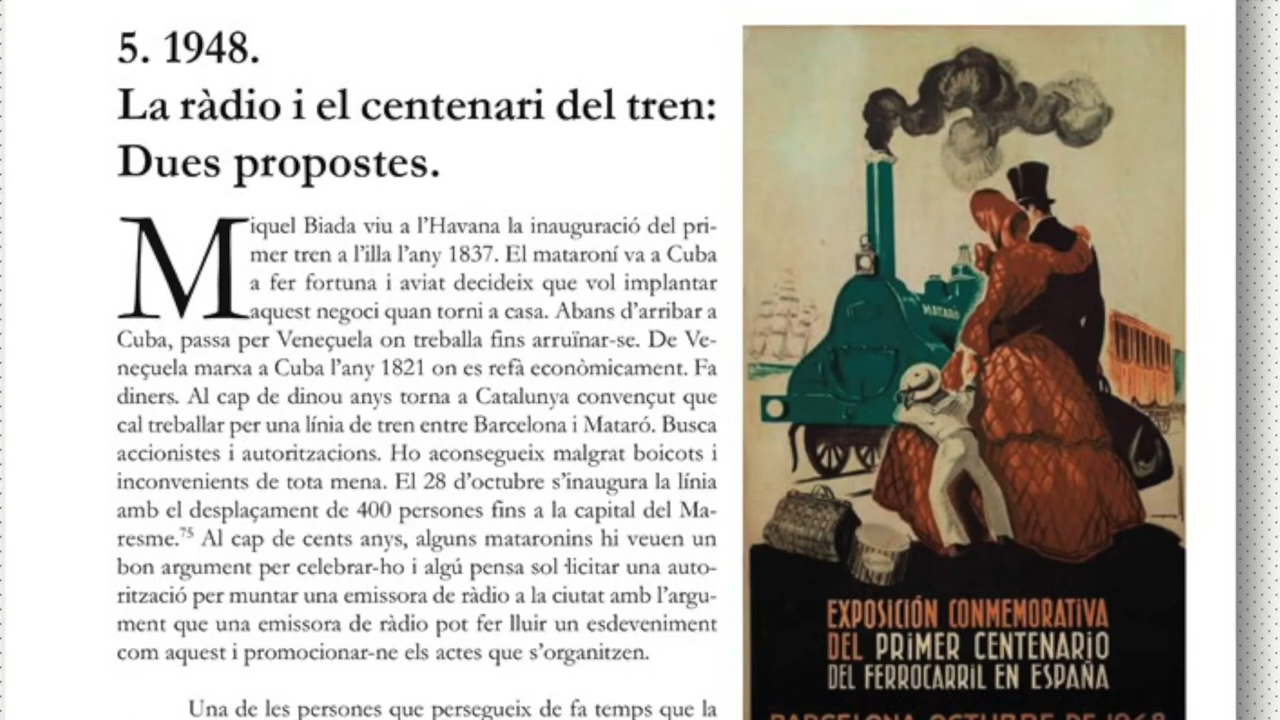 5. 1948.
La ràdio i el centenari del tren:
Dues propostes.
Miquel Biada viu a l’Havana la inauguració del pri-
mer tren a l’illa l’any 1837. El mataroní va a Cuba
a fer fortuna i aviat decideix que vol implantar
aquest negoci quan torni a casa. Abans d’arribar a
Cuba, passa per Veneçuela on treballa fins arruïnar-se. De Ve-
neçuela marxa a Cuba l’any 1821 on es refà econòmicament. Fa
diners. Al cap de dinou anys torna a Catalunya convençut que
cal treballar per una línia de tren entre Barcelona i Mataró. Busca
accionistes i autoritzacions. Ho aconsegueix malgrat boicots i
inconvenients de tota mena. El 28 d’octubre s’inaugura la línia
amb el desplaçament de 400 persones fins a la capital del Ma-
resme.75 Al cap de cents anys, alguns mataronins hi veuen un
bon argument per celebrar-ho i algú pensa sol·licitar una auto-
rització per muntar una emissora de ràdio a la ciutat amb l’argu-
ment que una emissora de ràdio pot fer lluir un esdeveniment
com aquest i promocionar-ne els actes que s’organitzen.
Una de les persones que persegueix de fa temps que la
MATARÓ
EXPOSICIÓN CONMEMORATIVA
DEL PRIMER CENTENARIO
DEL FERROCARRIL EN ESPAÑA
BARCELONA OCTUBRE DE 1948